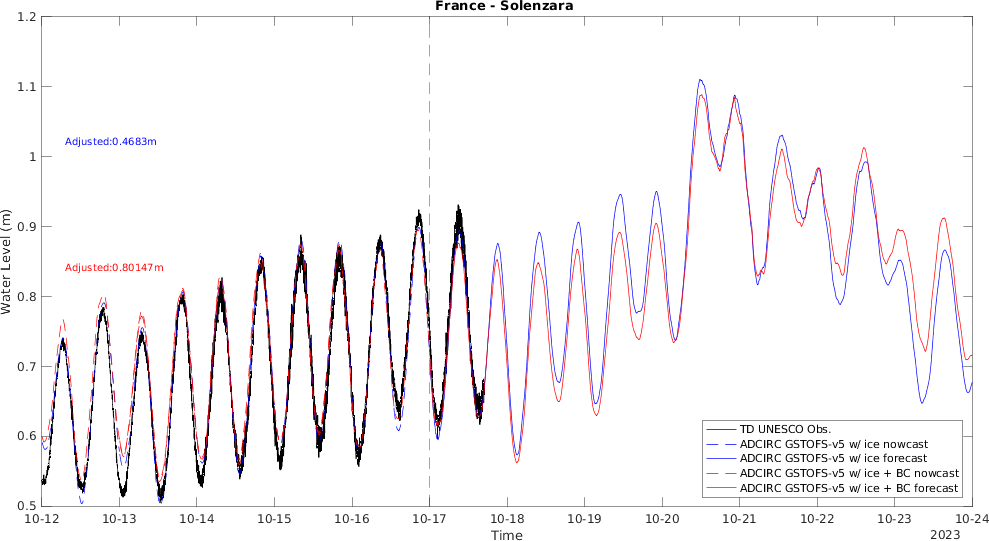 France - Solenzara
1.2
1.1
1
0.9
0.8
0.7
0.6
0.5
Water Level (m)
Adjusted:0.4683m
Adjusted:0.80147m
TD UNESCO Obs.
ADCIRC GSTOFS-v5 w/ ice nowcast
ADCIRC GSTOFS-v5 w/ ice forecast
ADCIRC GSTOFS-v5 w/ ice + BC nowcast
ADCIRC GSTOFS-v5 w/ ice + BC forecast
10-12 10-13 10-14 10-15 10-16 10-17 10-18 10-19 10-20 10-21 10-22 10-23 10-24
Time
2023